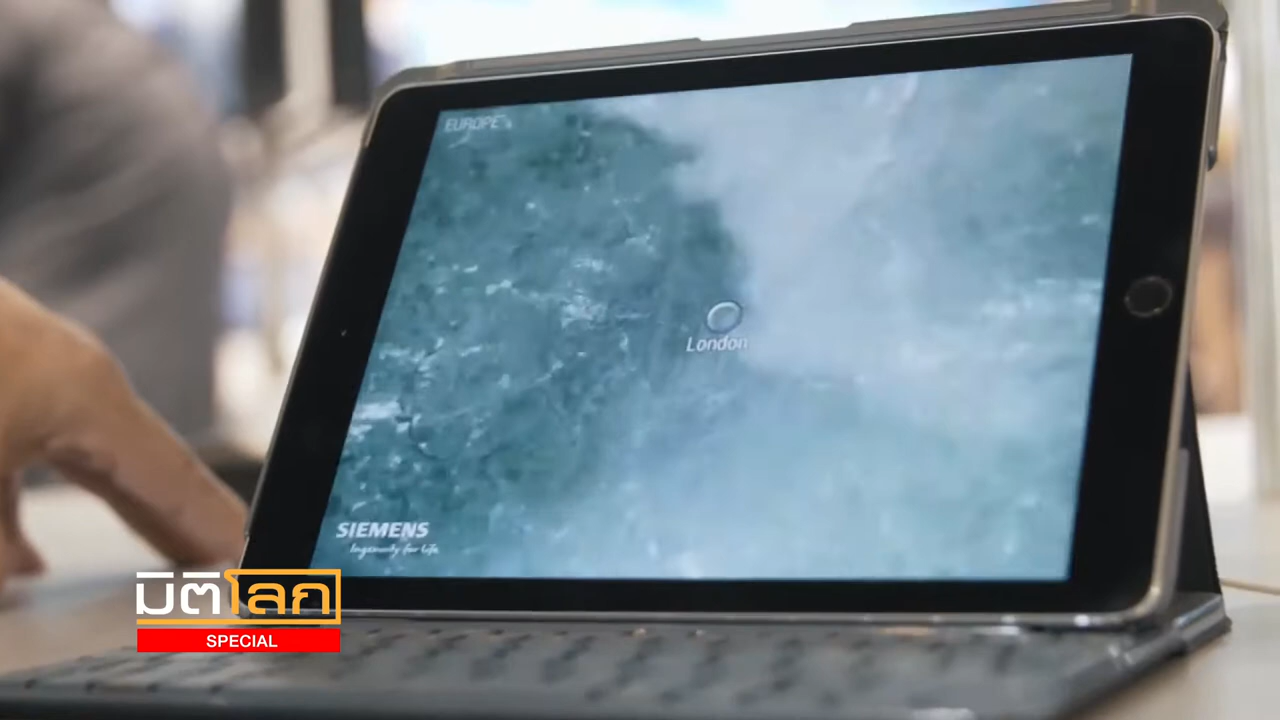 EUROPE
London
SIEMENS
Ingenuity for life
มิติโลก
SPECIAL